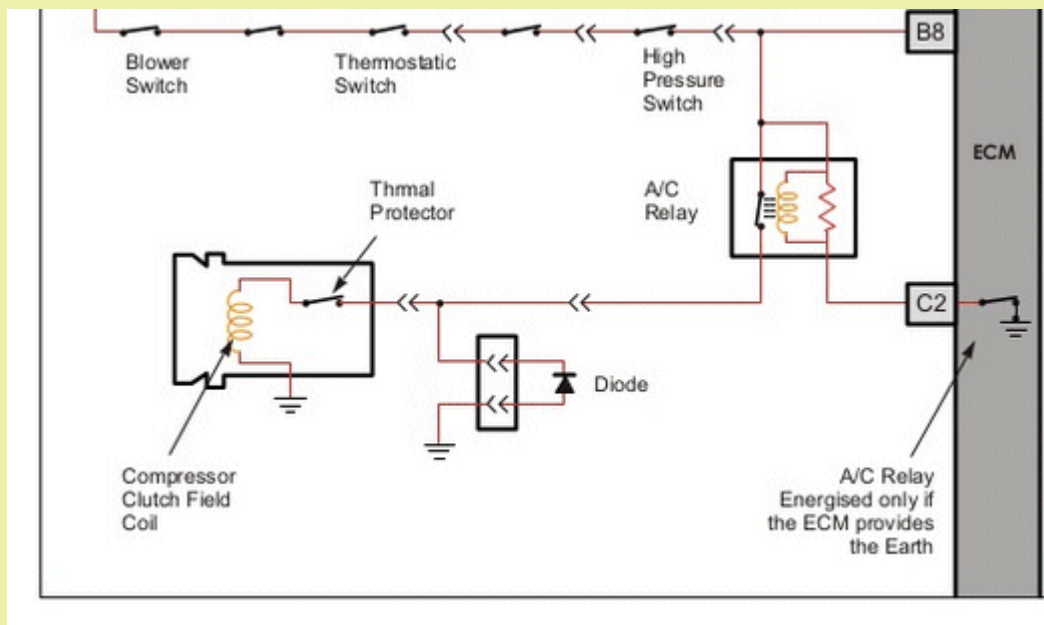 B8
Blower
Switch
Thermostatic
Switch
High
Pressure
Switch
ECM
Thrmal
Protector
A/C
Relay
C2
Diode
Compressor
Clutch Field
Coil
A/C Relay
Energised only if
the ECM provides
the Earth